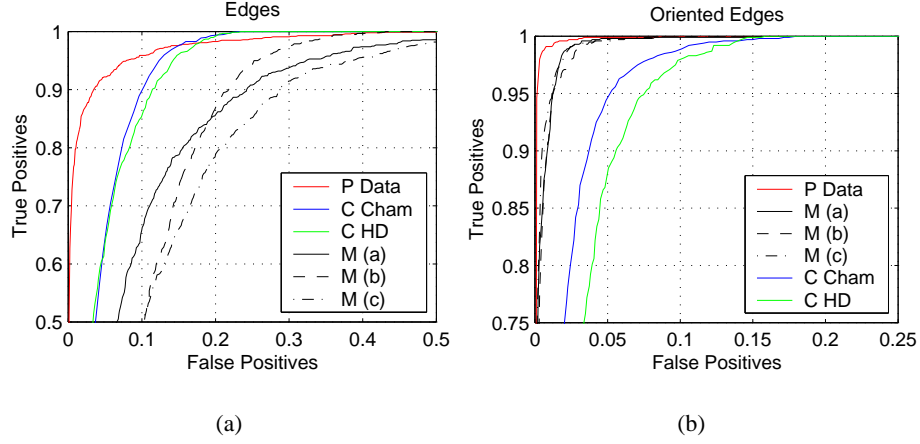 Edges
1
0.9
0.8
0.7
0.6
0.5
True Positives
P Data
C Cham
C HD
M (a)
M (b)
M (c)
0
0.1
0.2
0.3
0.4
0.5
False Positives
(a)
Oriented Edges
1
0.95
0.9
0.85
0.8
0.75
True Positives
P Data
M (a)
M (b)
M (c)
C Cham
C HD
0
0.05
0.1
0.15
0.2
0.25
False Positives
(b)